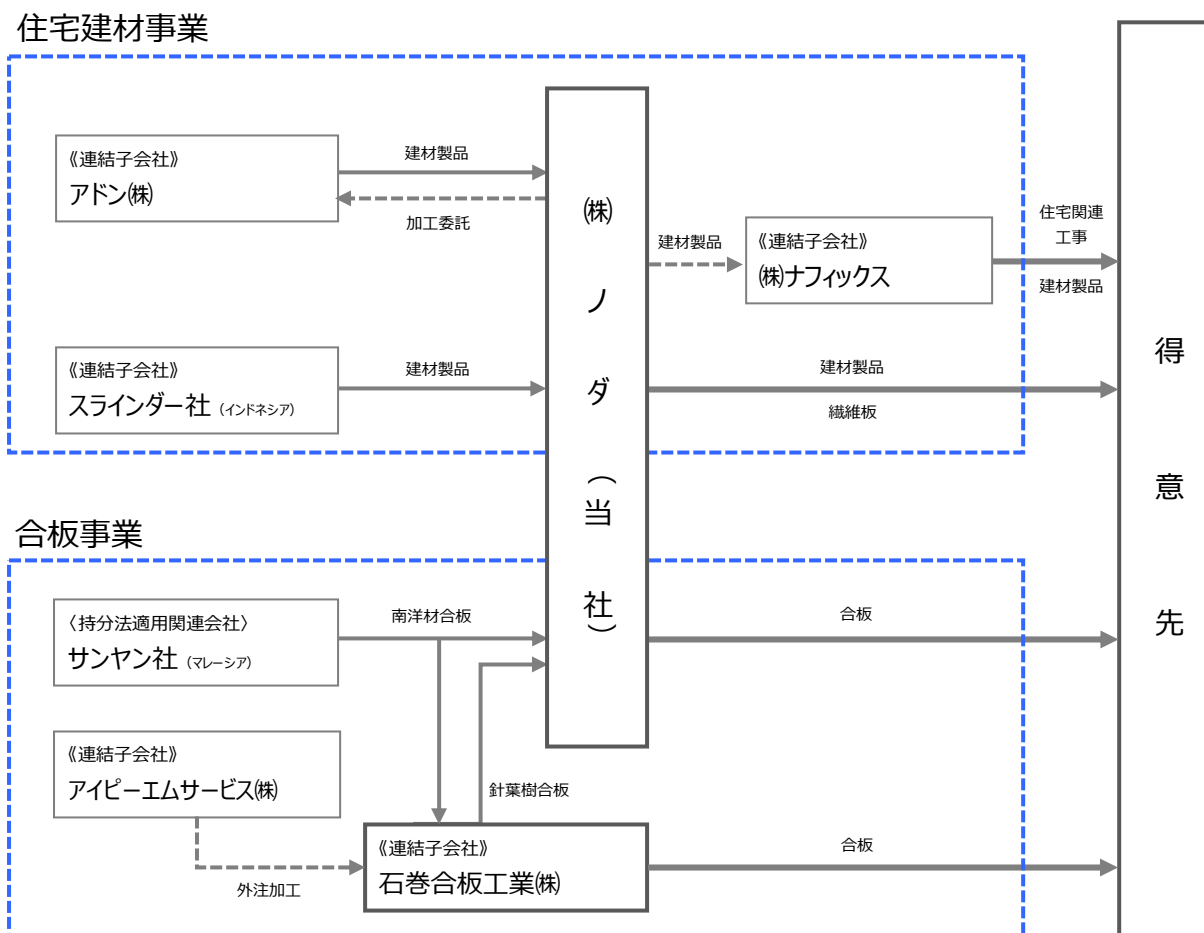 住宅建材事業
《連結子会社》
アドン㈱
建材製品
加工委託
《連結子会社》
スラインダー社 (インドネシア)
建材製品
㈱ノダ(当社)
建材製品
《連結子会社》
㈱ナフィックス
住宅関連
工事
建材製品
建材製品
繊維板
得意先
合板事業
〈持分法適用関連会社〉
サンヤン社 (マレーシア)
南洋材合板
合板
《連結子会社》
アイピーエムサービス㈱
外注加工
針葉樹合板
《連結子会社》
石巻合板工業㈱
合板